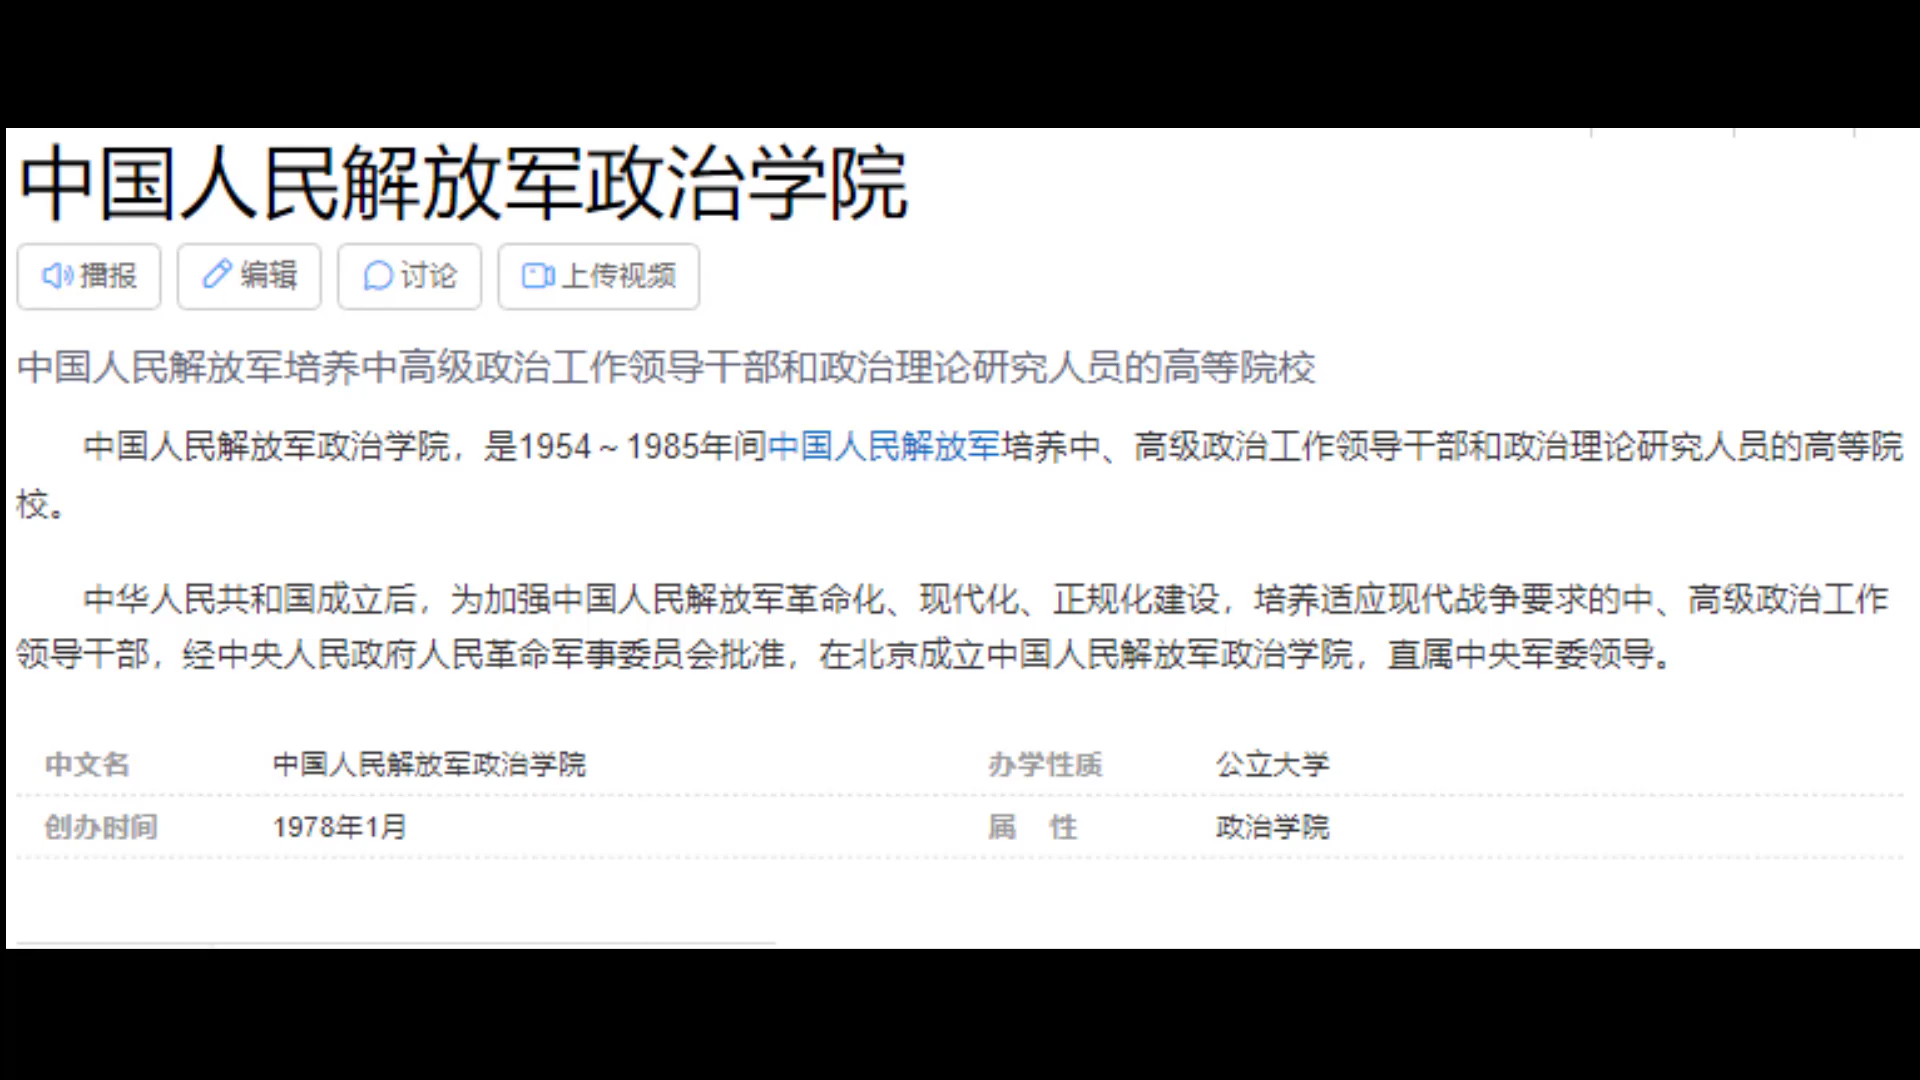 中国人民解放军政治学院
播报 编辑 讨论 上传视频
中国人民解放军培养中高级政治工作领导干部和政治理论研究人员的高等院校
中国人民解放军政治学院，是1954～1985年间中国人民解放军培养中、高级政治工作领导干部和政治理论研究人员的高等院
校。
中华人民共和国成立后，为加强中国人民解放军革命化、现代化、正规化建设，培养适应现代战争要求的中、高级政治工作
领导干部，经中央人民政府人民革命军事委员会批准，在北京成立中国人民解放军政治学院，直属中央军委领导。
中文名 中国人民解放军政治学院 办学性质 公立大学
创办时间 1978年1月 属 性 政治学院